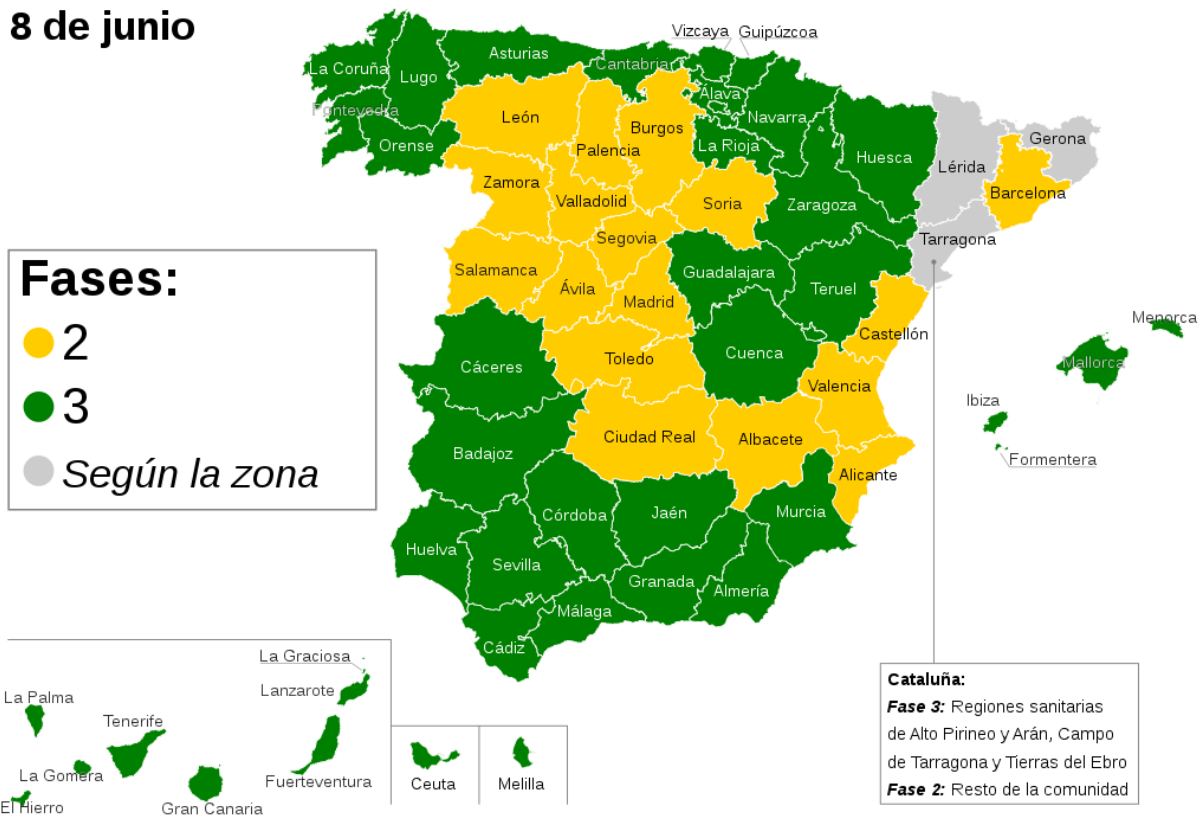 8 de junio
Vizcaya
Guipúzcoa
Asturias
Cantabria
La Coruña
Lugo
Álava
Pontevedra
Navarra
León
Burgos
Orense
Palencia
La Rioja
Huesca
Gerona
Lérida
Zamora
Valladolid
Soria
Zaragoza
Barcelona
Segovia
Tarragona
Salamanca
Ávila
Madrid
Guadalajara
Teruel
Castellón
Menorca
Mallorca
Toledo
Cuenca
Cáceres
Valencia
Ibiza
Ciudad Real
Albacete
Badajoz
Alicante
Formentera
Córdoba
Jaén
Murcia
Huelva
Sevilla
Granada
Almería
Málaga
Cádiz
Fases:
2
3
Según la zona
La Graciosa
Lanzarote
La Palma
Tenerife
La Gomera
Fuerteventura
El Hierro
Gran Canaria
Ceuta
Melilla
Cataluña:
Fase 3: Regiones sanitarias
de Alto Pirineo y Arán, Campo
de Tarragona y Tierras del Ebro
Fase 2: Resto de la comunidad